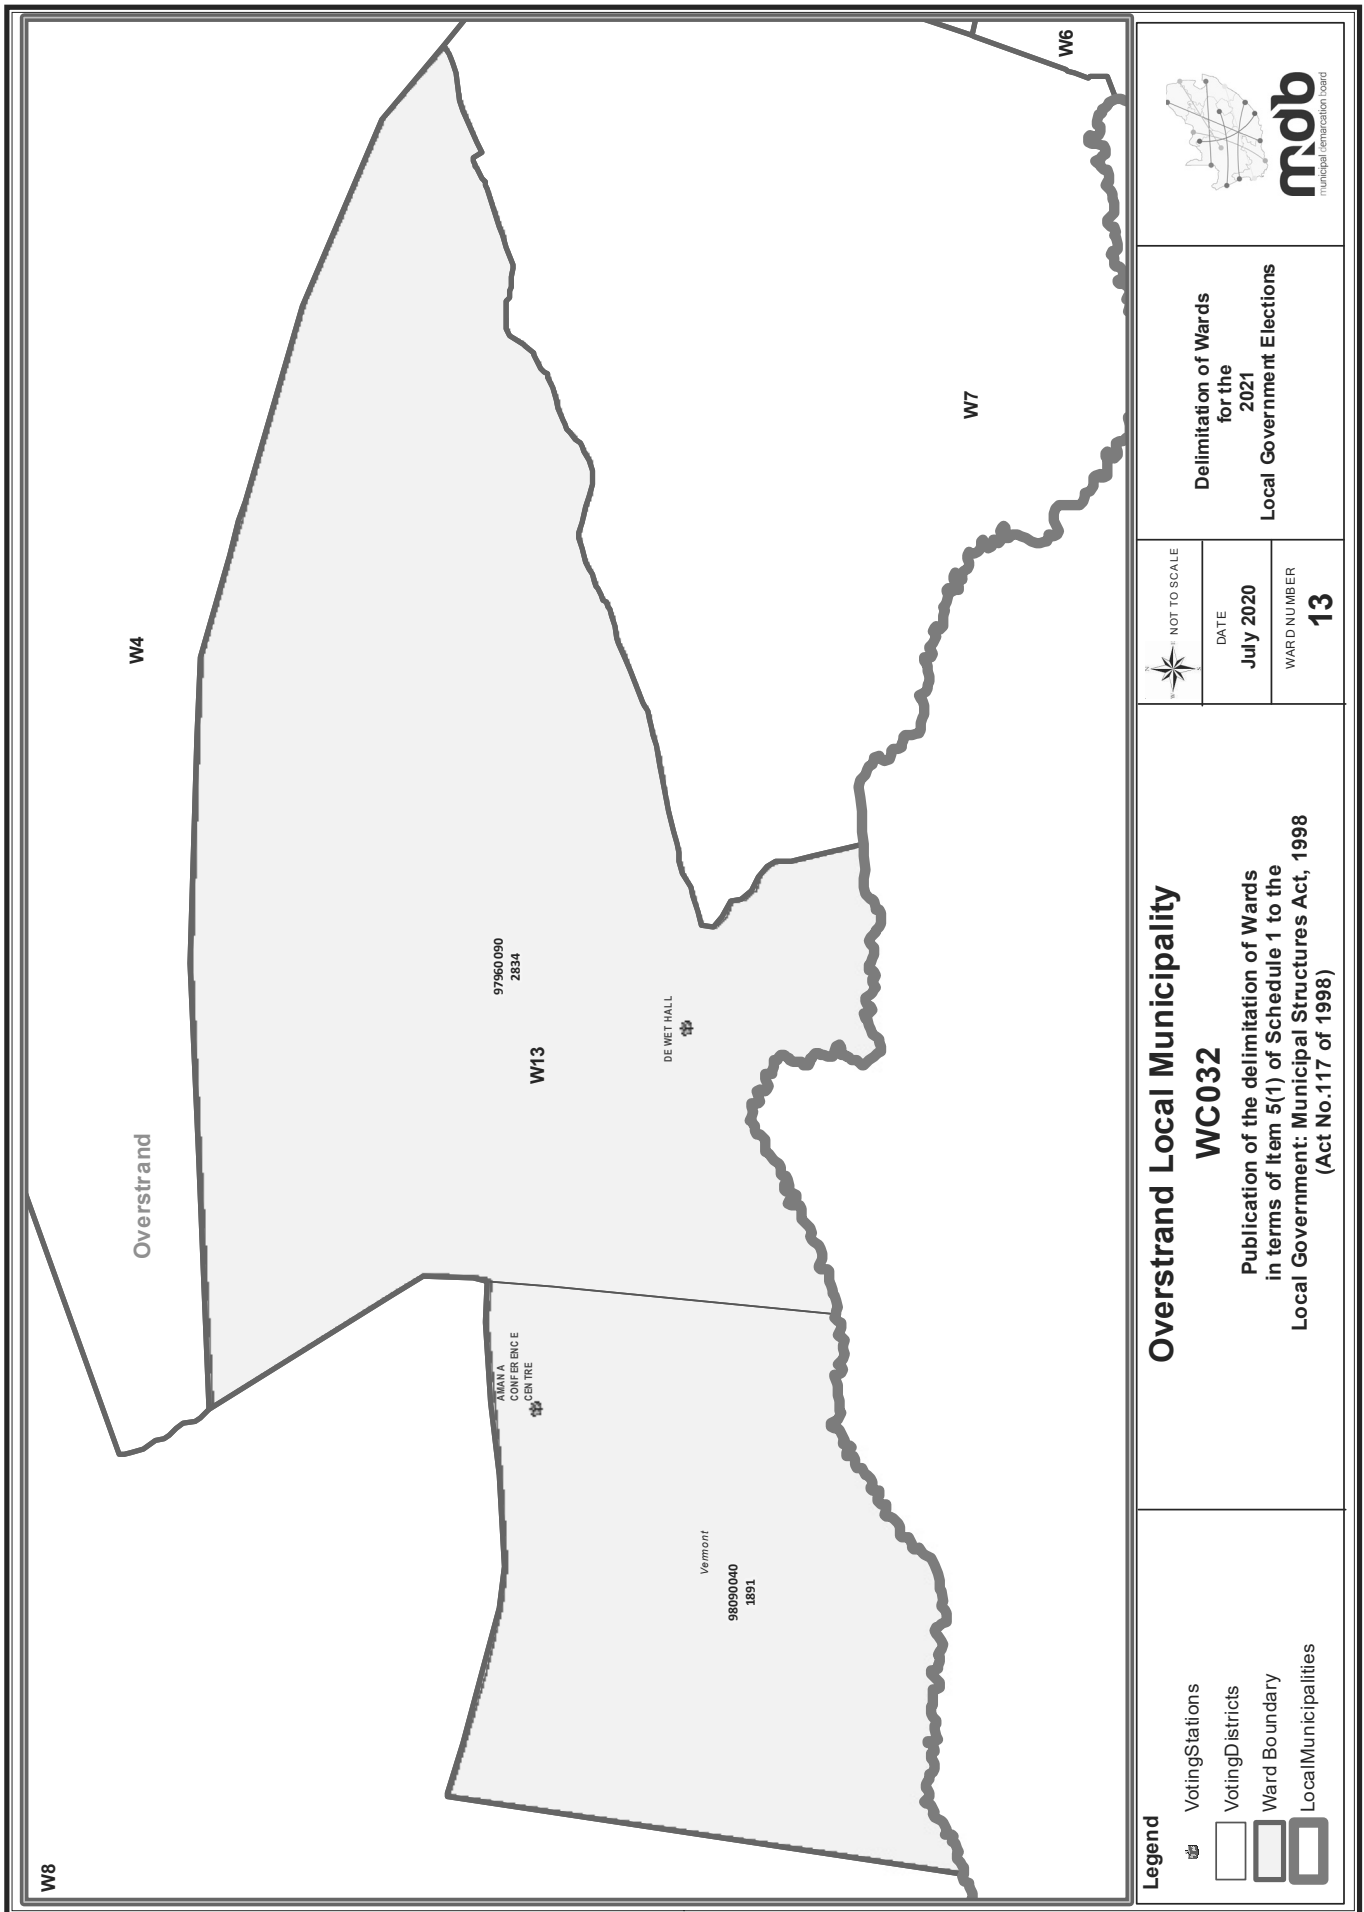 W8
W4
Overstrand
W6
W7
W13
97960090
2834
DE WET HALL
AMANA
CONFERENCE
CENTRE
Vermont
98090040
1891
Legend
VotingStations
VotingDistricts
Ward Boundary
LocalMunicipalities
Overstrand Local Municipality
WC032
Publication of the delimitation of Wards
in terms of Item 5(1) of Schedule 1 to the
Local Government: Municipal Structures Act, 1998
(Act No.117 of 1998)
N
W
E
S
NOT TO SCALE
DATE
July 2020
WARD NUMBER
13
Delimitation of Wards
for the
2021
Local Government Elections
mdb
municipal demarcation board